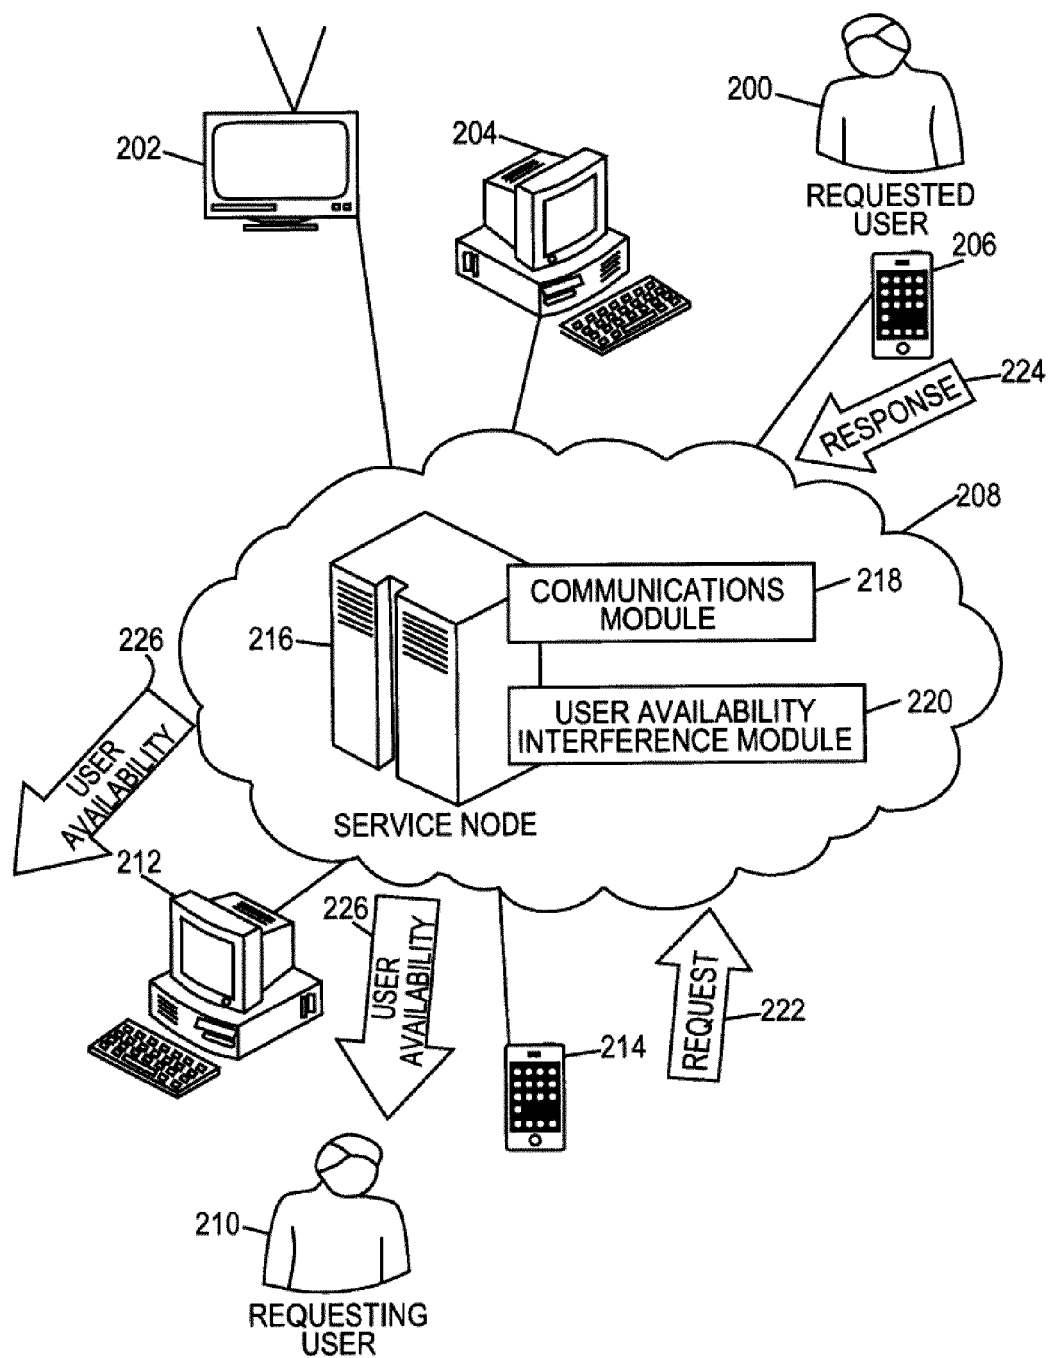 200
202
204
REQUESTED
USER
206
224
RESPONSE
208
COMMUNICATIONS
MODULE
218
216
226
USER AVAILABILITY
INTERFERENCE MODULE
220
USER
AVAILABILITY
SERVICE NODE
212
226
USER
AVAILABILITY
REQUEST
222
214
210
REQUESTING
USER